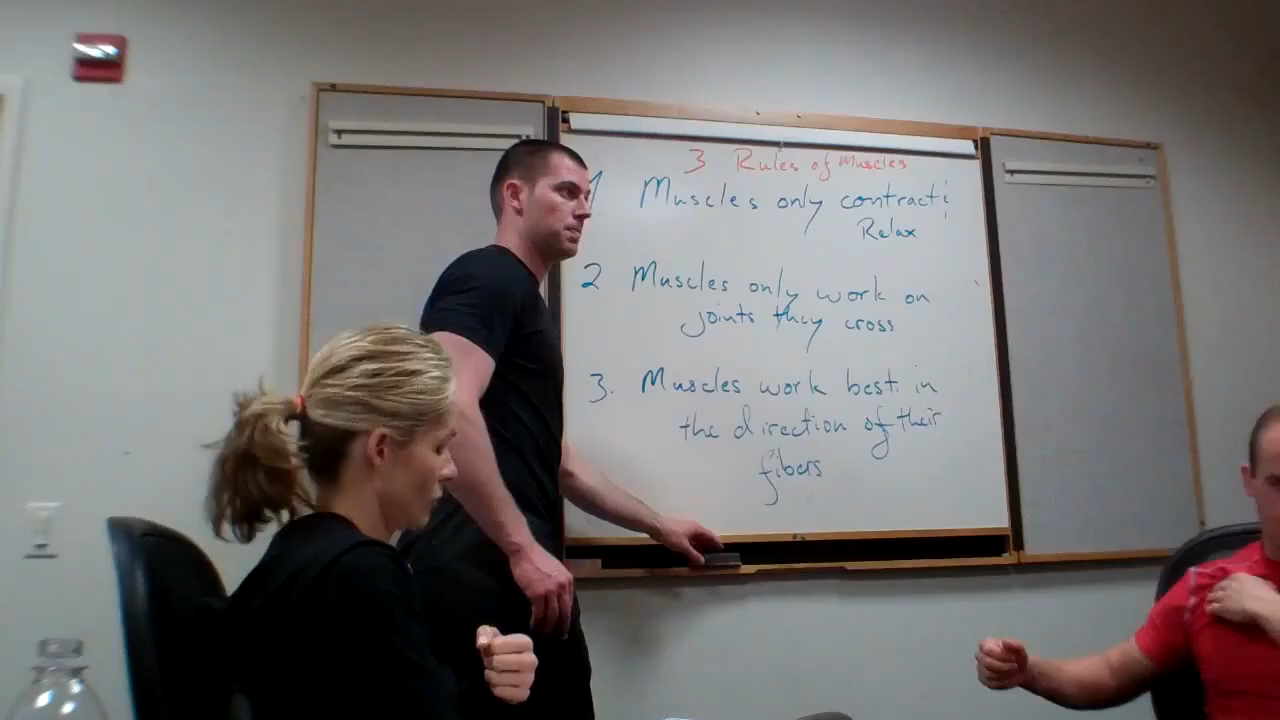 3 Rules of Muscles
1 Muscles only contract
Relax
2 Muscles only work on
joints they cross
3. Muscles work best in
the direction of their
fibers